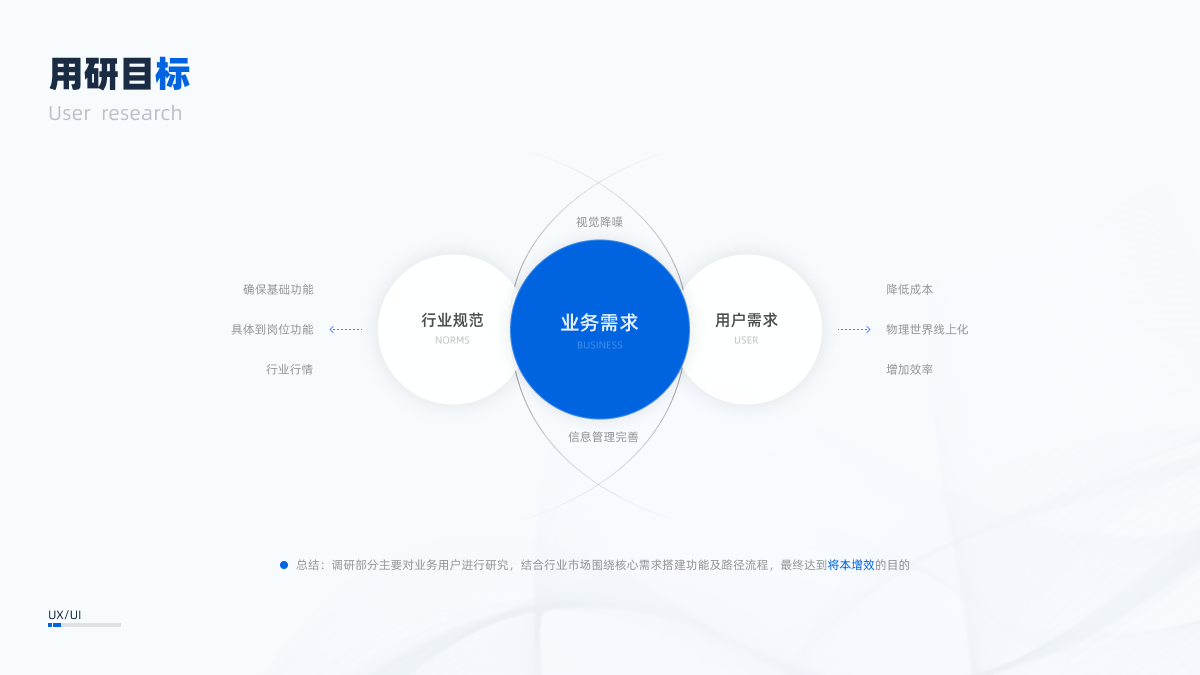 用研目标
User research
视觉降噪
确保基础功能
具体到岗位功能
行业行情
行业规范
NORMS
业务需求
BUSINESS
用户需求
USER
降低成本
物理世界线上化
增加效率
信息管理完善
总结：调研部分主要对业务用户进行研究，结合行业市场围绕核心需求搭建功能及路径流程，最终达到将本增效的目的
UX/UI